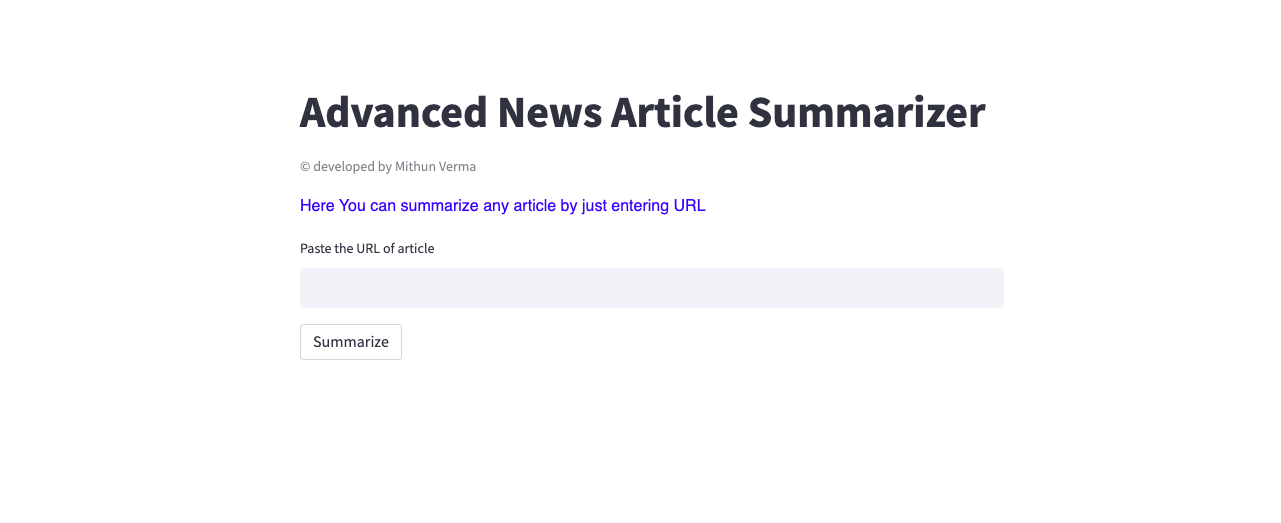 Advanced News Article Summarizer
© developed by Mithun Verma
Here You can summarize any article by just entering URL
Paste the URL of article
Summarize